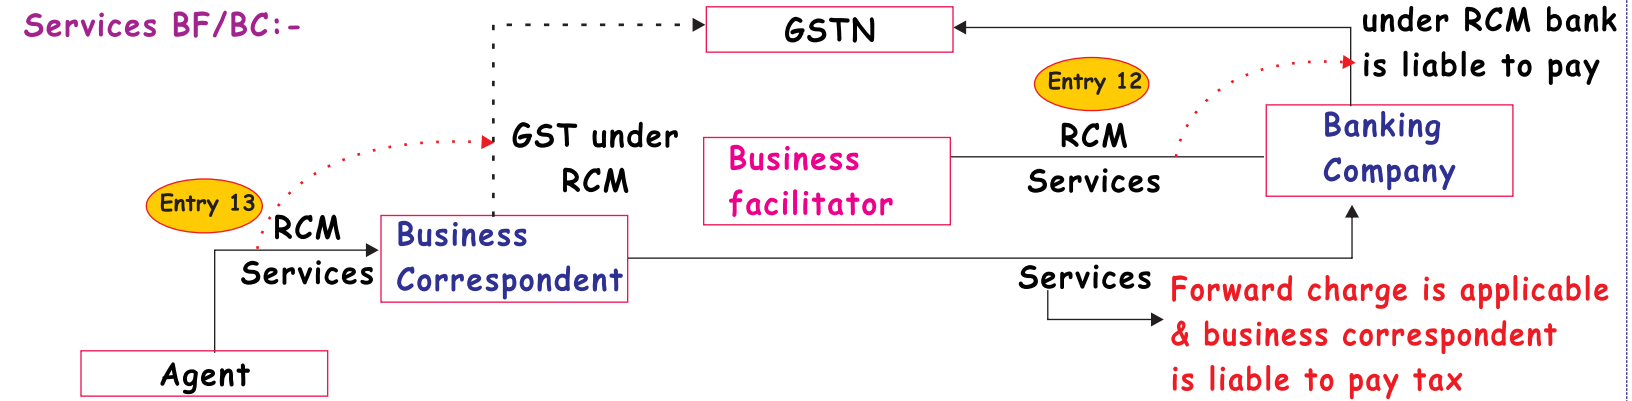 Services BF/BC:-
GSTN
under RCM bank
is liable to pay
Entry 12
RCM
Services
Banking
Company
GST under
RCM
Business
facilitator
Entry 13
RCM
Services
Business
Correspondent
Services
Forward charge is applicable
& business correspondent
is liable to pay tax
Agent